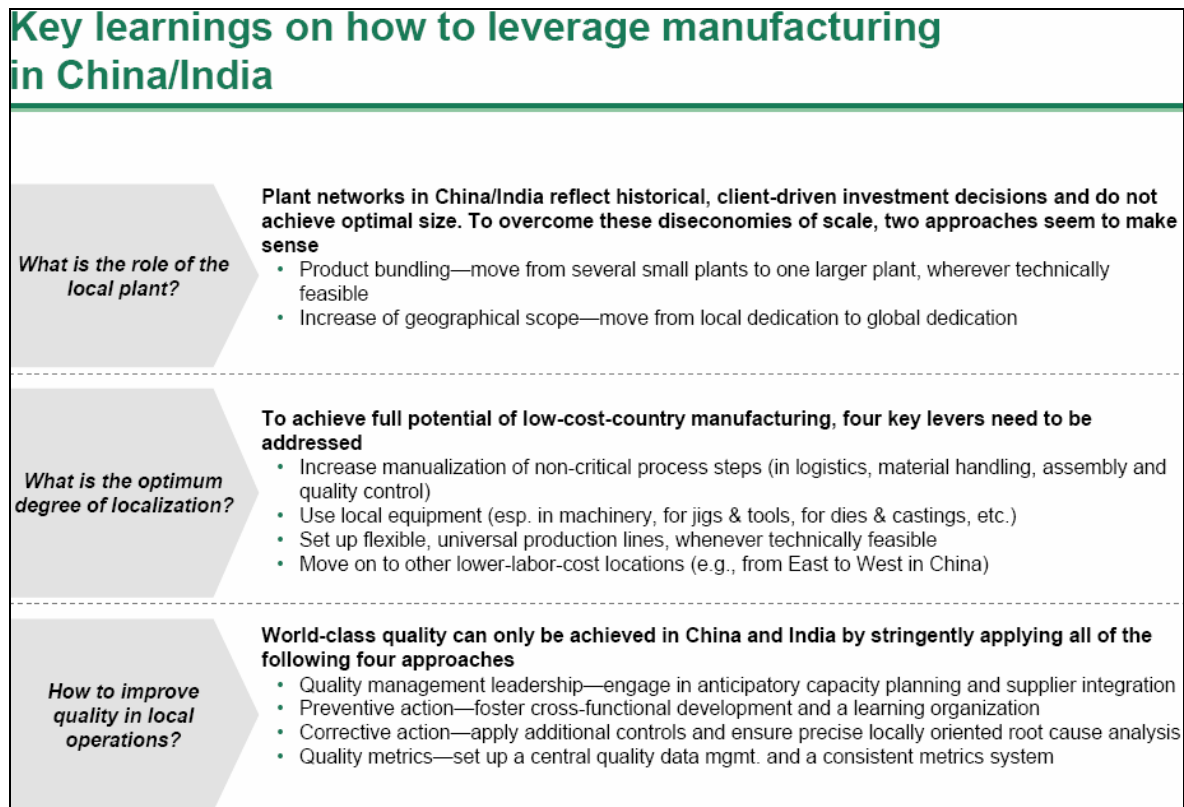 Key learnings on how to leverage manufacturing
in China/India
What is the role of the
local plant?
Plant networks in China/India reflect historical, client-driven investment decisions and do not
achieve optimal size. To overcome these diseconomies of scale, two approaches seem to make
sense
• Product bundling—move from several small plants to one larger plant, wherever technically
feasible
• Increase of geographical scope—move from local dedication to global dedication
What is the optimum
degree of localization?
To achieve full potential of low-cost-country manufacturing, four key levers need to be
addressed
• Increase manualization of non-critical process steps (in logistics, material handling, assembly and
quality control)
• Use local equipment (esp. in machinery, for jigs & tools, for dies & castings, etc.)
• Set up flexible, universal production lines, whenever technically feasible
• Move on to other lower-labor-cost locations (e.g., from East to West in China)
How to improve
quality in local
operations?
World-class quality can only be achieved in China and India by stringently applying all of the
following four approaches
• Quality management leadership—engage in anticipatory capacity planning and supplier integration
• Preventive action—foster cross-functional development and a learning organization
• Corrective action—apply additional controls and ensure precise locally oriented root cause analysis
• Quality metrics—set up a central quality data mgmt. and a consistent metrics system